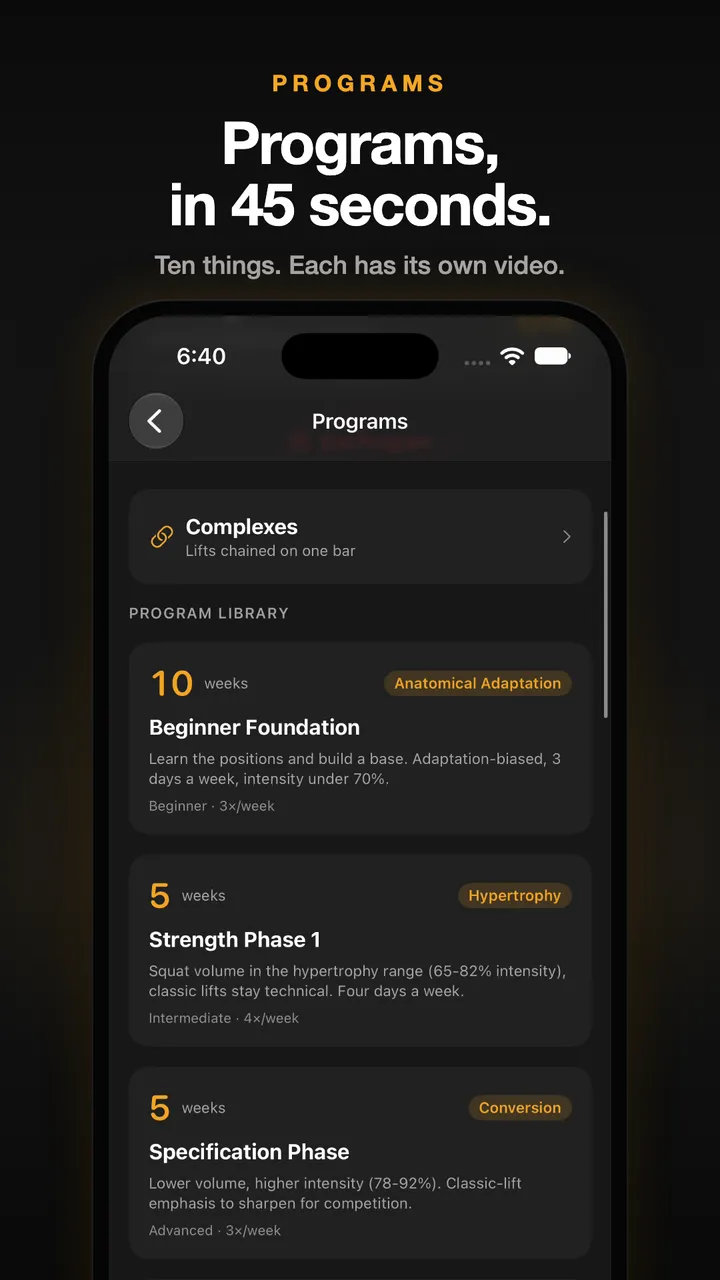 PROGRAMS
Programs,
in 45 seconds.
Ten things. Each has its own video.
6:40
Programs
Complexes
Lifts chained on one bar
PROGRAM LIBRARY
10 weeks
Anatomical Adaptation
Beginner Foundation
Learn the positions and build a base. Adaptation-biased, 3
days a week, intensity under 70%.
Beginner · 3×/week
5 weeks
Hypertrophy
Strength Phase 1
Squat volume in the hypertrophy range (65-82% intensity),
classic lifts stay technical. Four days a week.
Intermediate · 4×/week
5 weeks
Conversion
Specification Phase
Lower volume, higher intensity (78-92%). Classic-lift
emphasis to sharpen for competition.
Advanced · 3×/week